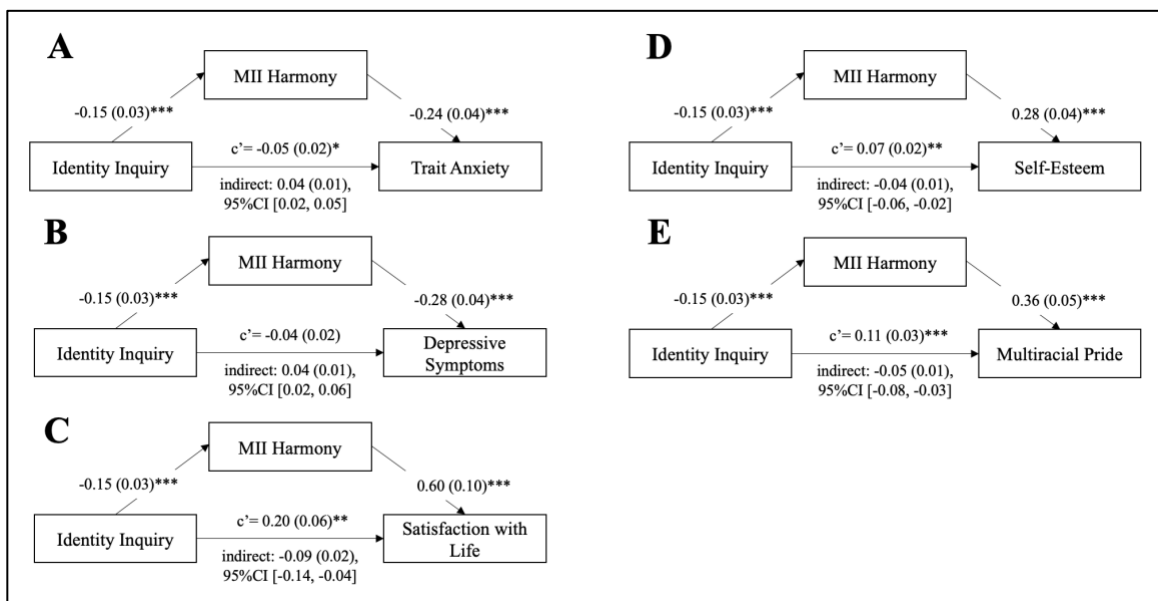 A
MII Harmony
-0.15 (0.03)***
-0.24 (0.04)***
Identity Inquiry
c’= -0.05 (0.02)*
Trait Anxiety
indirect: 0.04 (0.01),
95%CI [0.02, 0.05]
B
MII Harmony
-0.15 (0.03)***
-0.28 (0.04)***
Identity Inquiry
c’= -0.04 (0.02)
Depressive
Symptoms
indirect: 0.04 (0.01),
95%CI [0.02, 0.06]
C
MII Harmony
-0.15 (0.03)***
0.60 (0.10)***
Identity Inquiry
c’= 0.20 (0.06)**
Satisfaction with
Life
indirect: -0.09 (0.02),
95%CI [-0.14, -0.04]
D
MII Harmony
-0.15 (0.03)***
0.28 (0.04)***
Identity Inquiry
c’= 0.07 (0.02)**
Self-Esteem
indirect: -0.04 (0.01),
95%CI [-0.06, -0.02]
E
MII Harmony
-0.15 (0.03)***
0.36 (0.05)***
Identity Inquiry
c’= 0.11 (0.03)***
Multiracial Pride
indirect: -0.05 (0.01),
95%CI [-0.08, -0.03]